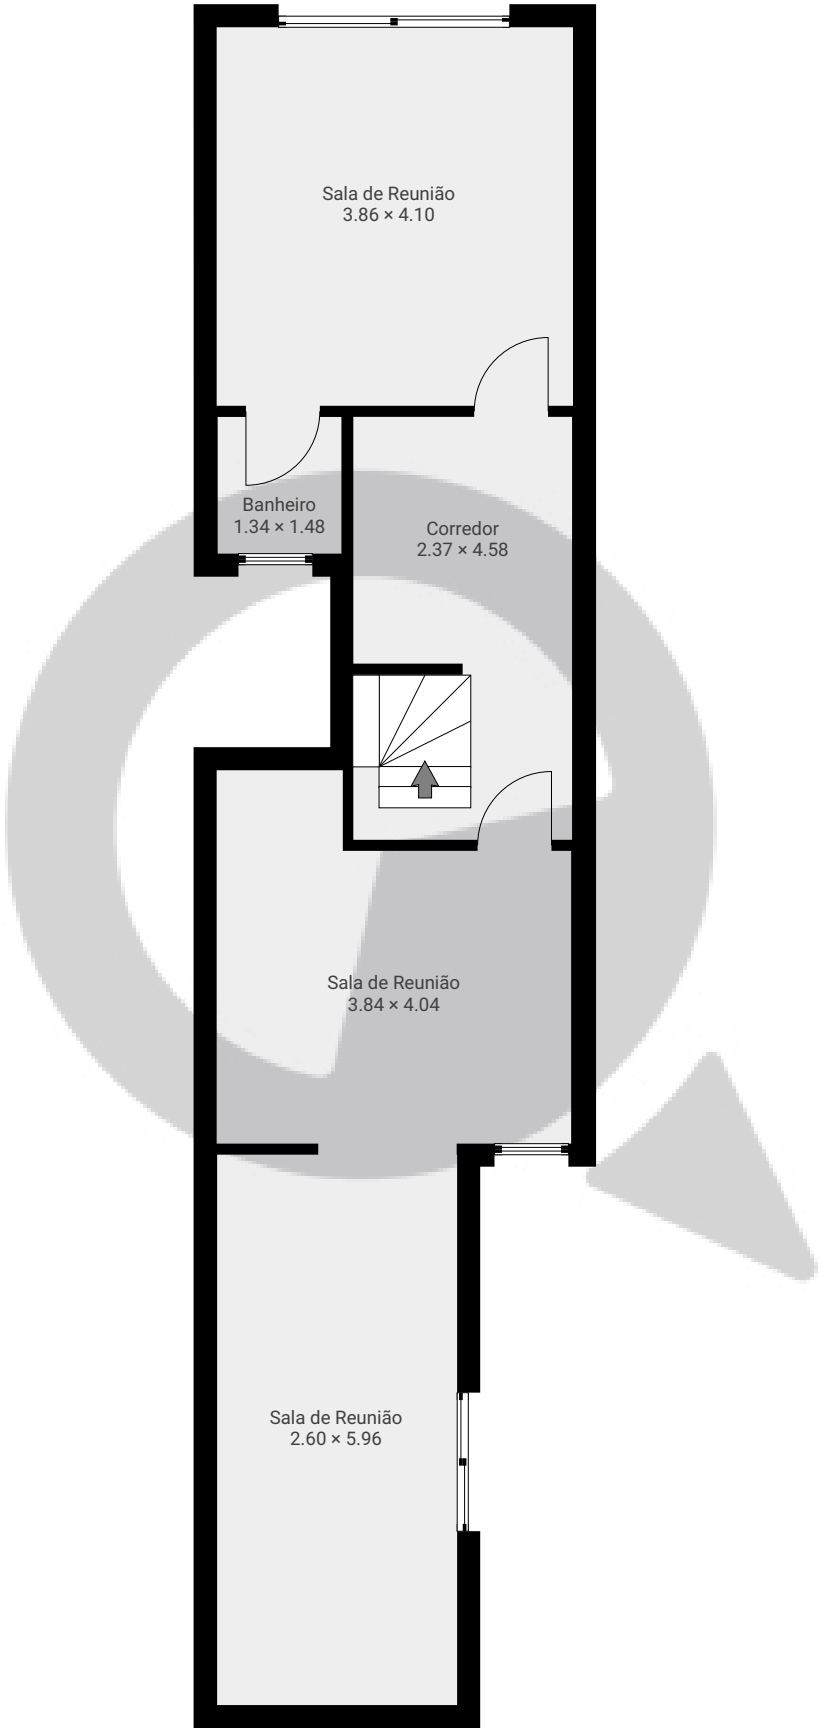 Sala de Reunião
3.86 × 4.10
Banheiro
1.34 × 1.48
Corredor
2.37 × 4.58
Sala de Reunião
3.84 × 4.04
Sala de Reunião
2.60 × 5.96